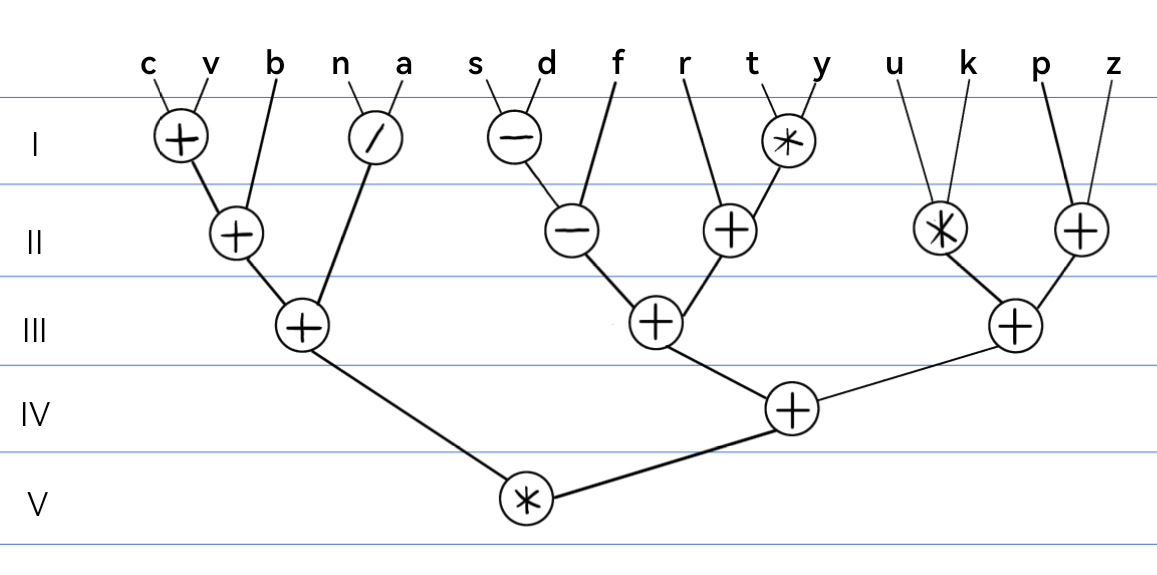 c v b n a s d f r t y u k p z
I + / − *
II + − + * +
III + + +
IV +
V *